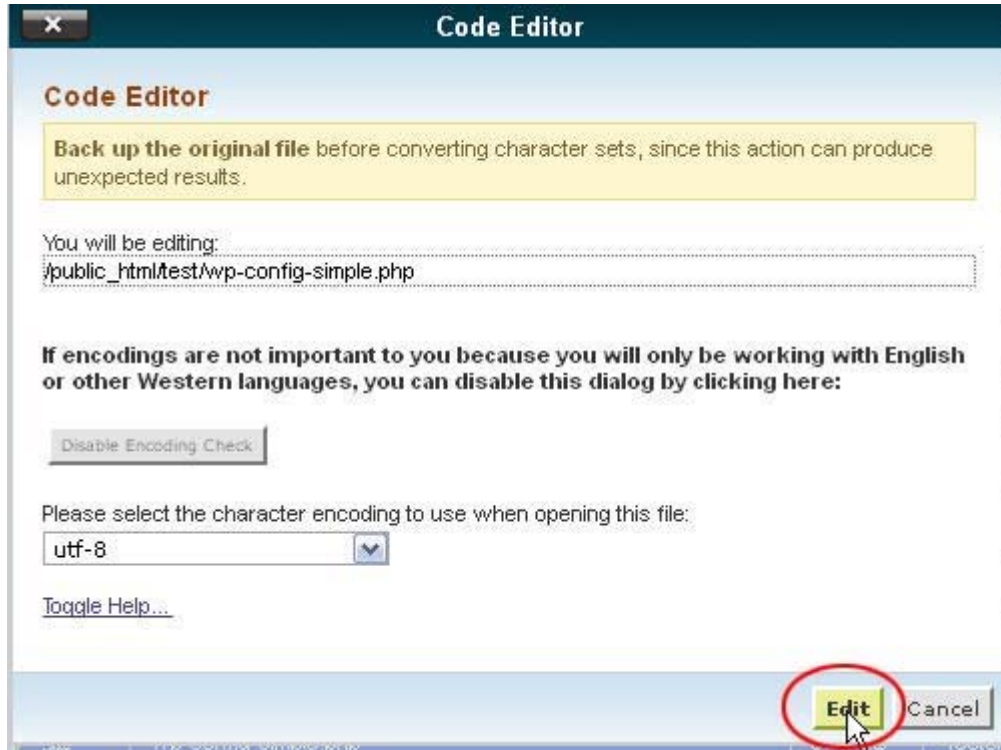 Code Editor
Code Editor
Back up the original file before converting character sets, since this action can produce
unexpected results.
You will be editing:
/public_html/test/wp-config-simple.php
If encodings are not important to you because you will only be working with English
or other Western languages, you can disable this dialog by clicking here:
Disable Encoding Check
Please select the character encoding to use when opening this file:
utf-8
Toggle Help...
Edit Cancel